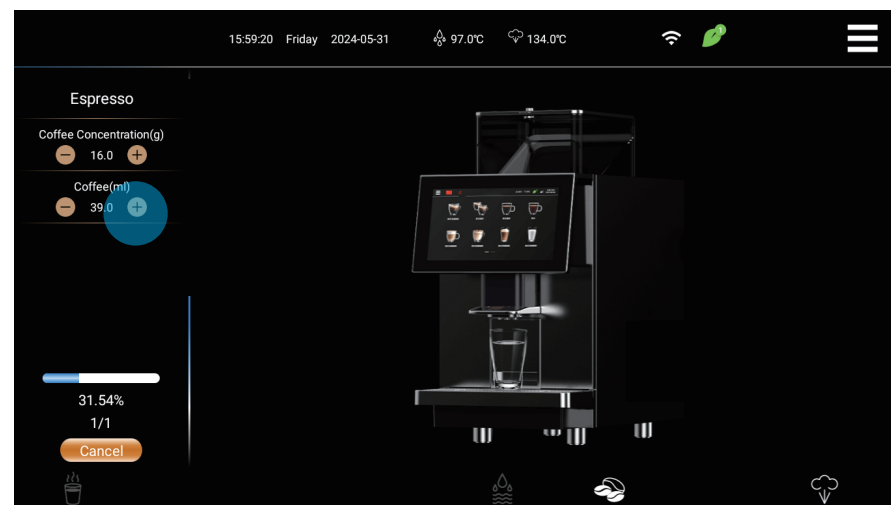 15:59:20 Friday 2024-05-31 97.0℃ 134.0℃
1
Espresso
Coffee Concentration(g)
16.0
Coffee(ml)
39.0
31.54%
1/1
Cancel